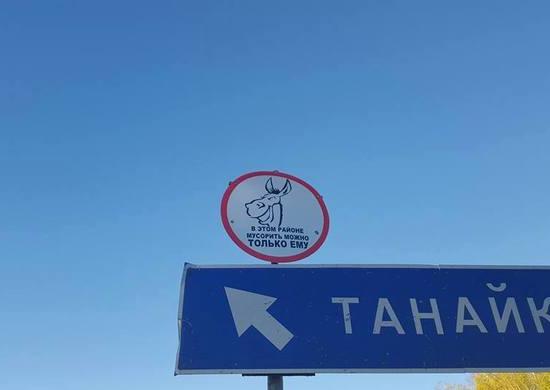 В ЭТОМ РАЙОНЕ
МУСОРИТЬ МОЖНО
ТОЛЬКО ЕМУ
ТАНАЙК